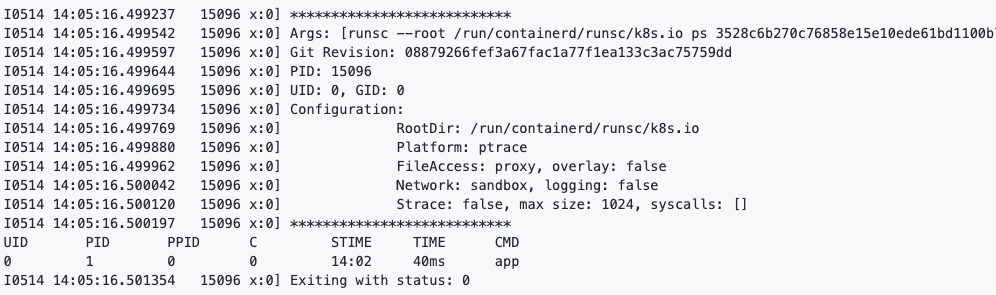 I0514 14:05:16.499237   15096 x:0] ***************************
I0514 14:05:16.499542   15096 x:0] Args: [runsc --root /run/containerd/runsc/k8s.io ps 3528c6b270c76858e15e10ede61bd1100b
I0514 14:05:16.499597   15096 x:0] Git Revision: 08879266fef3a67fac1a77f1ea133c3ac75759dd
I0514 14:05:16.499644   15096 x:0] PID: 15096
I0514 14:05:16.499695   15096 x:0] UID: 0, GID: 0
I0514 14:05:16.499734   15096 x:0] Configuration:
I0514 14:05:16.499769   15096 x:0]              RootDir: /run/containerd/runsc/k8s.io
I0514 14:05:16.499880   15096 x:0]              Platform: ptrace
I0514 14:05:16.499962   15096 x:0]              FileAccess: proxy, overlay: false
I0514 14:05:16.500042   15096 x:0]              Network: sandbox, logging: false
I0514 14:05:16.500120   15096 x:0]              Strace: false, max size: 1024, syscalls: []
I0514 14:05:16.500197   15096 x:0] ***************************
UID       PID       PPID      C         STIME     TIME      CMD
0         1         0         0         14:02     40ms      app
I0514 14:05:16.501354   15096 x:0] Exiting with status: 0